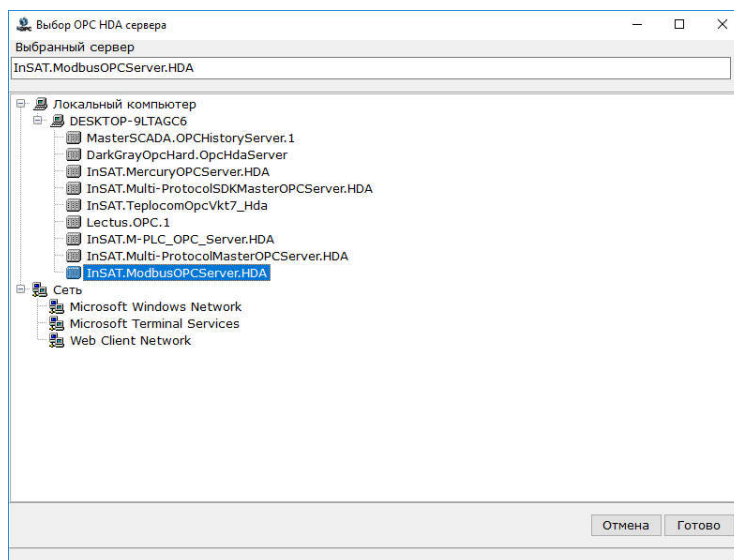 Выбор OPC HDA сервера
Выбранный сервер
InSAT.ModbusOPCServer.HDA
Локальный компьютер
DESKTOP-9LTAGC6
MasterSCADA.OPCHistoryServer.1
DarkGrayOpcHard.OpcHdaServer
InSAT.MercuryOPCServer.HDA
InSAT.Multi-ProtocolSDKMasterOPCServer.HDA
InSAT.TeplocomOpcVkt7_Hda
Lectus.OPC.1
InSAT.M-PLC_OPC_Server.HDA
InSAT.Multi-ProtocolMasterOPCServer.HDA
InSAT.ModbusOPCServer.HDA
Сеть
Microsoft Windows Network
Microsoft Terminal Services
Web Client Network
Отмена Готово